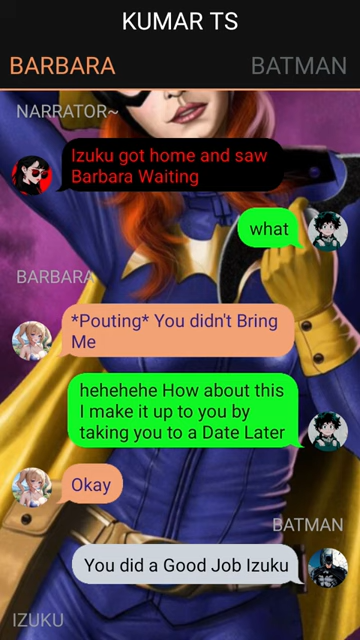 KUMAR TS
BARBARA
BATMAN
NARRATOR~
Izuku got home and saw
Barbara Waiting
what
BARBARA
*Pouting* You didn't Bring
Me
hehehehe How about this
I make it up to you by
taking you to a Date Later
Okay
BATMAN
You did a Good Job Izuku
IZUKU